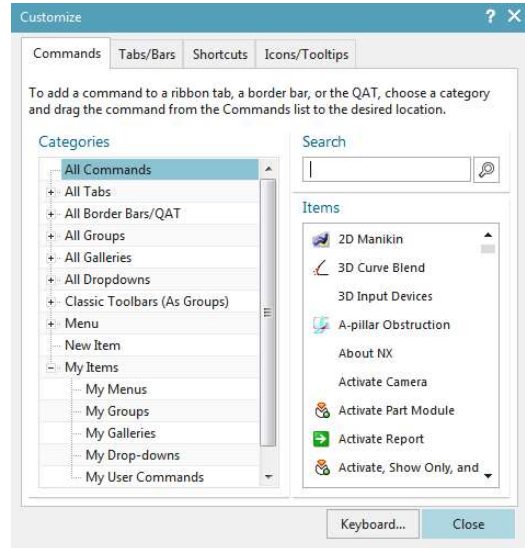 Customize
Commands
Tabs/Bars
Shortcuts
Icons/Tooltips
To add a command to a ribbon tab, a border bar, or the QAT, choose a category
and drag the command from the Commands list to the desired location.
Categories
All Commands
All Tabs
All Border Bars/QAT
All Groups
All Galleries
All Dropdowns
Classic Toolbars (As Groups)
Menu
New Item
My Items
My Menus
My Groups
My Galleries
My Drop-downs
My User Commands
Search
Items
2D Manikin
3D Curve Blend
3D Input Devices
A-pillar Obstruction
About NX
Activate Camera
Activate Part Module
Activate Report
Activate, Show Only, and
Keyboard...
Close